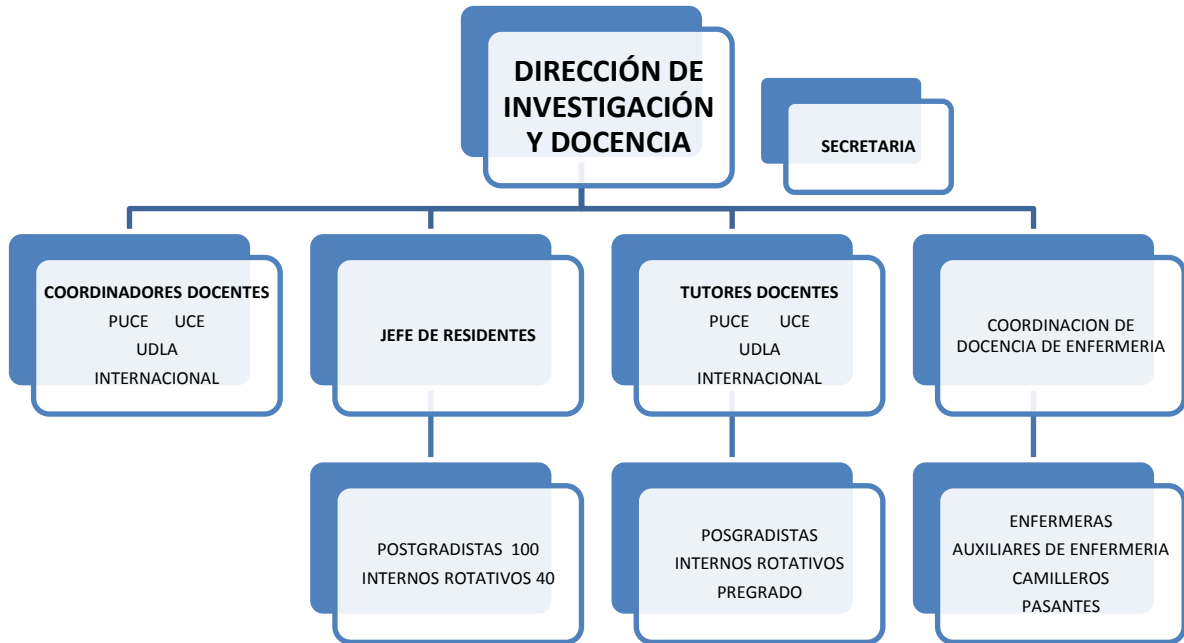 DIRECCIÓN DE
INVESTIGACIÓN
Y DOCENCIA
SECRETARIA
COORDINADORES DOCENTES
PUCE UCE
UDLA
INTERNACIONAL
JEFE DE RESIDENTES
TUTORES DOCENTES
PUCE UCE
UDLA
INTERNACIONAL
COORDINACION DE
DOCENCIA DE ENFERMERIA
POSTGRADISTAS 100
INTERNOS ROTATIVOS 40
POSGRADISTAS
INTERNOS ROTATIVOS
PREGRADO
ENFERMERAS
AUXILIARES DE ENFERMERIA
CAMILLEROS
PASANTES